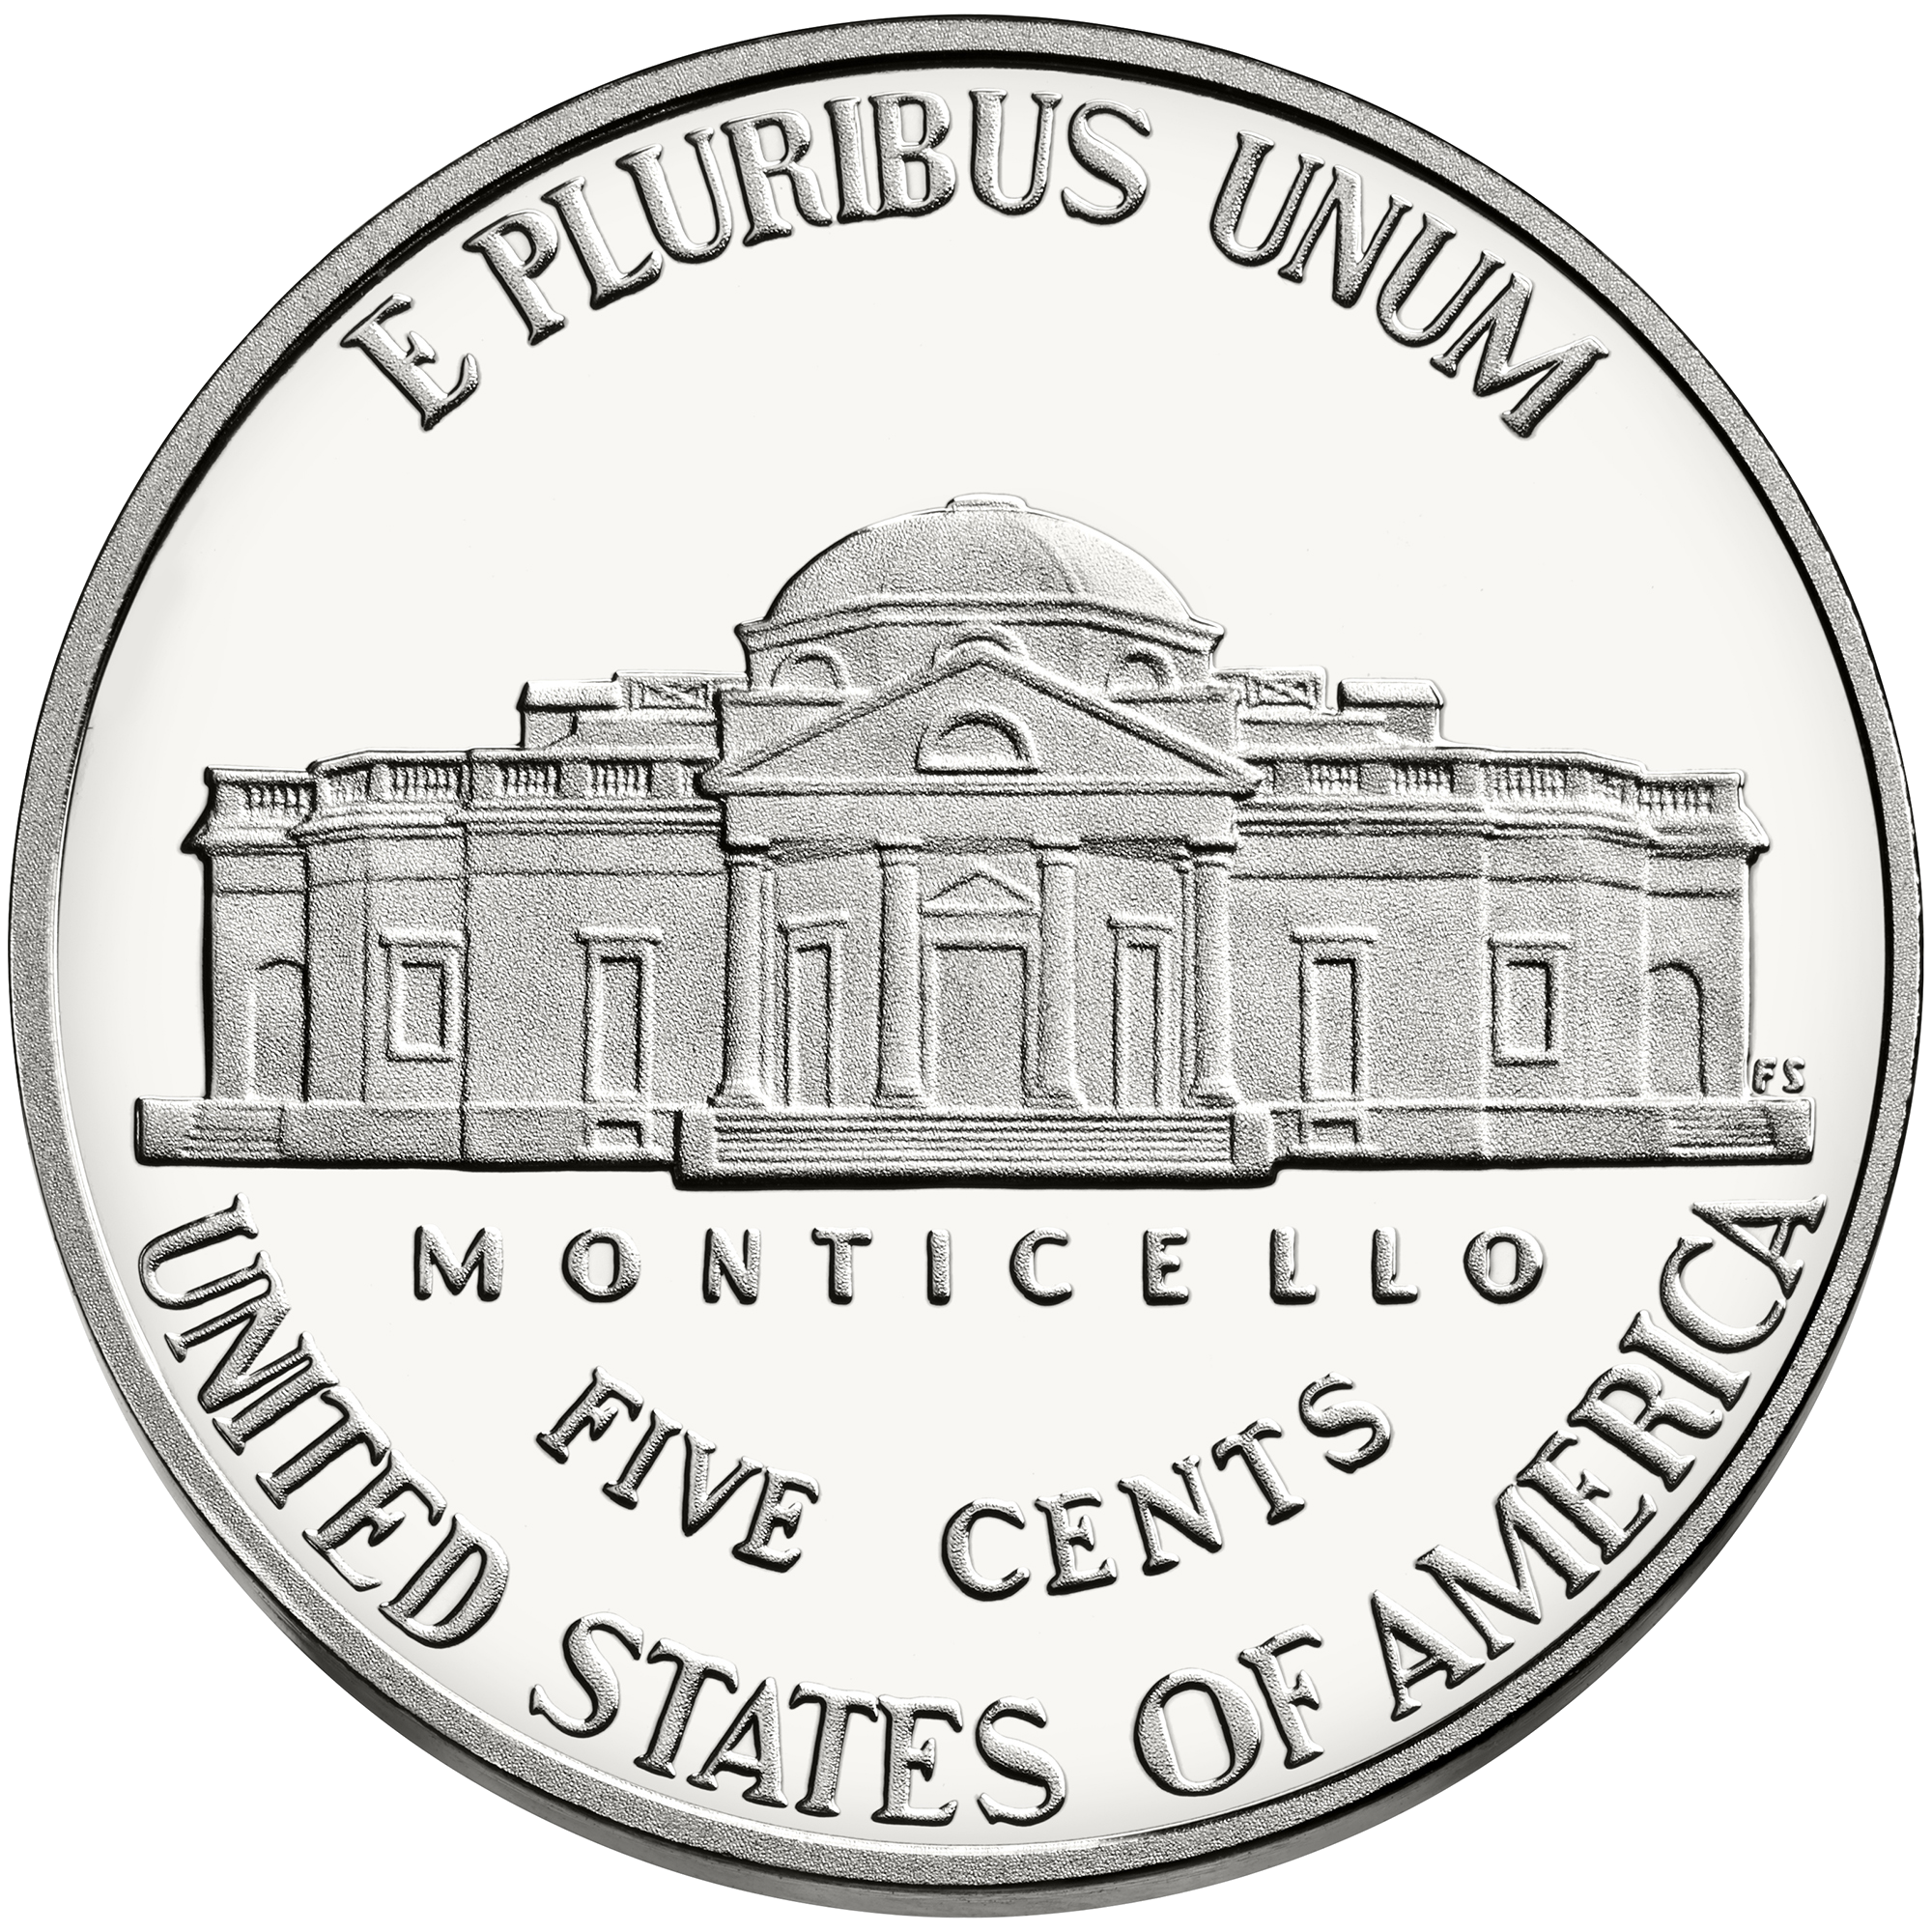 E PLURIBUS UNUM
FS
MONTICELLO
FIVE CENTS
UNITED STATES OF AMERICA